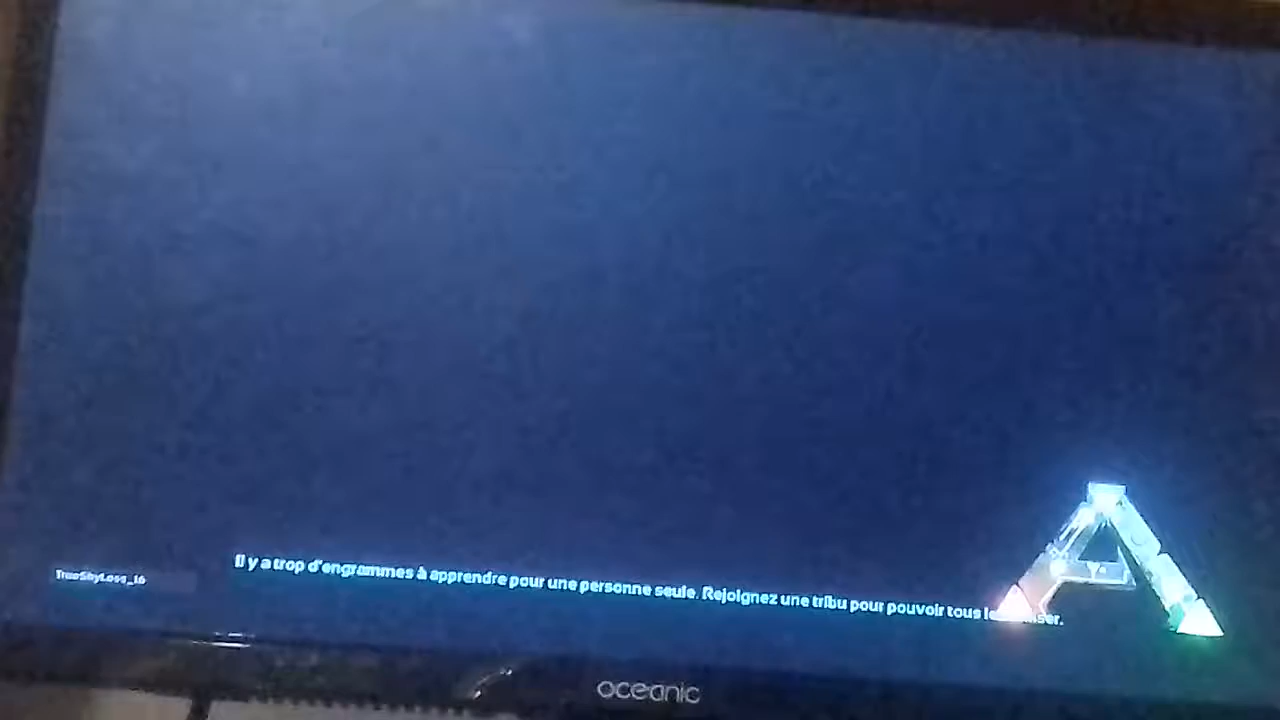 Il y a trop d'engrammes à apprendre pour une personne seule. Rejoignez une tribu pour pouvoir tous
oceanic